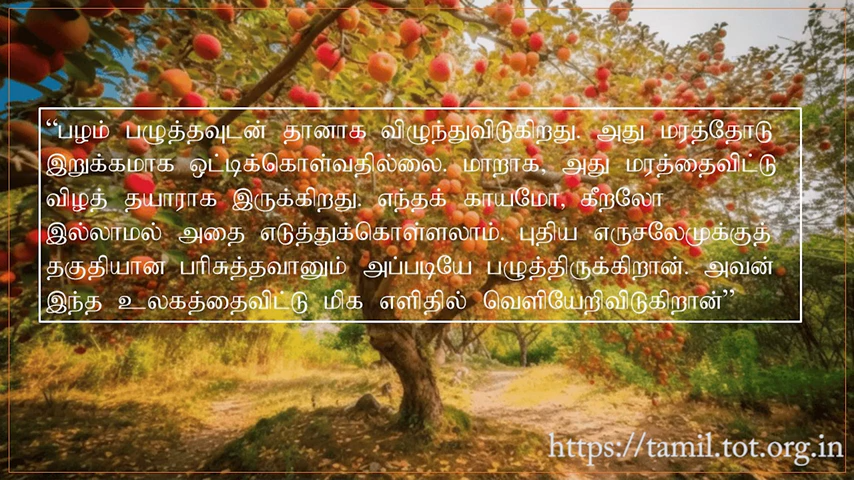 “பழம் பழுத்தவுடன் தானாக விழுந்துவிடுகிறது. அது மரத்தோடு
இறுக்கமாக ஒட்டிக்கொள்வதில்லை. மாறாக, அது மரத்தைவிட்டு
விழத் தயாராக இருக்கிறது. எந்தக் காயமோ, கீறலோ
இல்லாமல் அதை எடுத்துக்கொள்ளலாம். புதிய எருசலேமுக்குத்
தகுதியான பரிசுத்தவானும் அப்படியே பழுத்திருக்கிறான். அவன்
இந்த உலகத்தைவிட்டு மிக எளிதில் வெளியேறிவிடுகிறான்”
https://tamil.tot.org.in